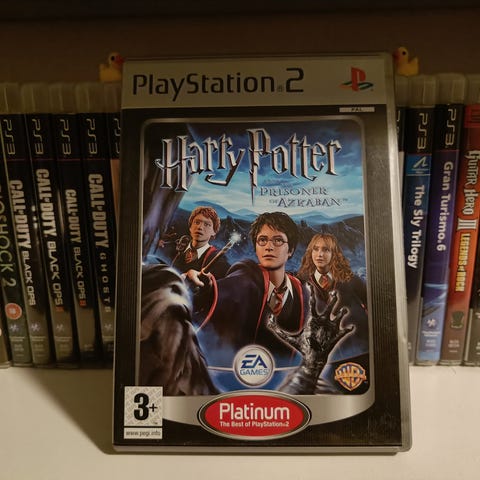 PlayStation®2
PAL
Harry Potter
AND THE
PRISONER
OF AZKABAN™
EA
GAMES
WB
3+
www.pegi.info
Platinum
The Best of PlayStation®2
BIOSHOCK 2
PS3
CALL OF DUTY
BLACK OPS
PS3
CALL OF DUTY
BLACK OPS II
PS3
CALL OF DUTY
GHOSTS
PS3
The Sly Trilogy
PS3
Gran Turismo 6
Guitar Hero III
LEGENDS OF ROCK